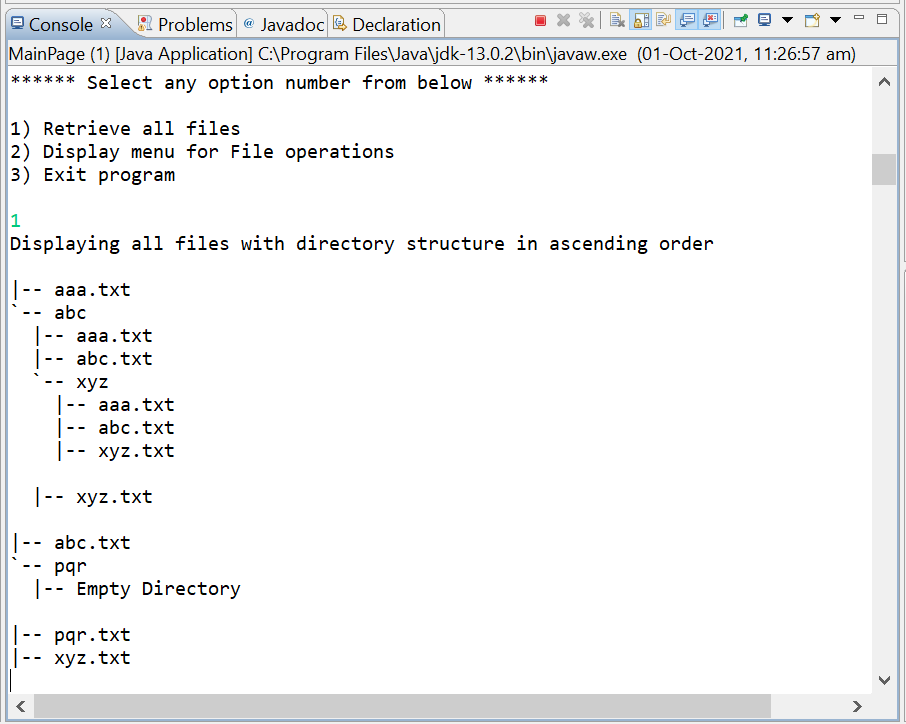 Console Problems @ Javadoc Declaration
MainPage (1) [Java Application] C:\Program Files\Java\jdk-13.0.2\bin\javaw.exe (01-Oct-2021, 11:26:57 am)
****** Select any option number from below ******
1) Retrieve all files
2) Display menu for File operations
3) Exit program
1
Displaying all files with directory structure in ascending order
|-- aaa.txt
`-- abc
  |-- aaa.txt
  |-- abc.txt
  `-- xyz
    |-- aaa.txt
    |-- abc.txt
    |-- xyz.txt
  |-- xyz.txt
|-- abc.txt
`-- pqr
  |-- Empty Directory
|-- pqr.txt
|-- xyz.txt